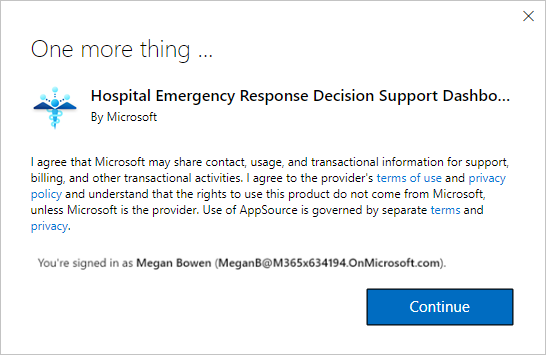 One more thing ...
Hospital Emergency Response Decision Support Dashbo...
By Microsoft
I agree that Microsoft may share contact, usage, and transactional information for support,
billing, and other transactional activities. I agree to the provider's terms of use and privacy
policy and understand that the rights to use this product do not come from Microsoft,
unless Microsoft is the provider. Use of AppSource is governed by separate terms and
privacy.
You're signed in as Megan Bowen (MeganB@M365x634194.OnMicrosoft.com).
Continue